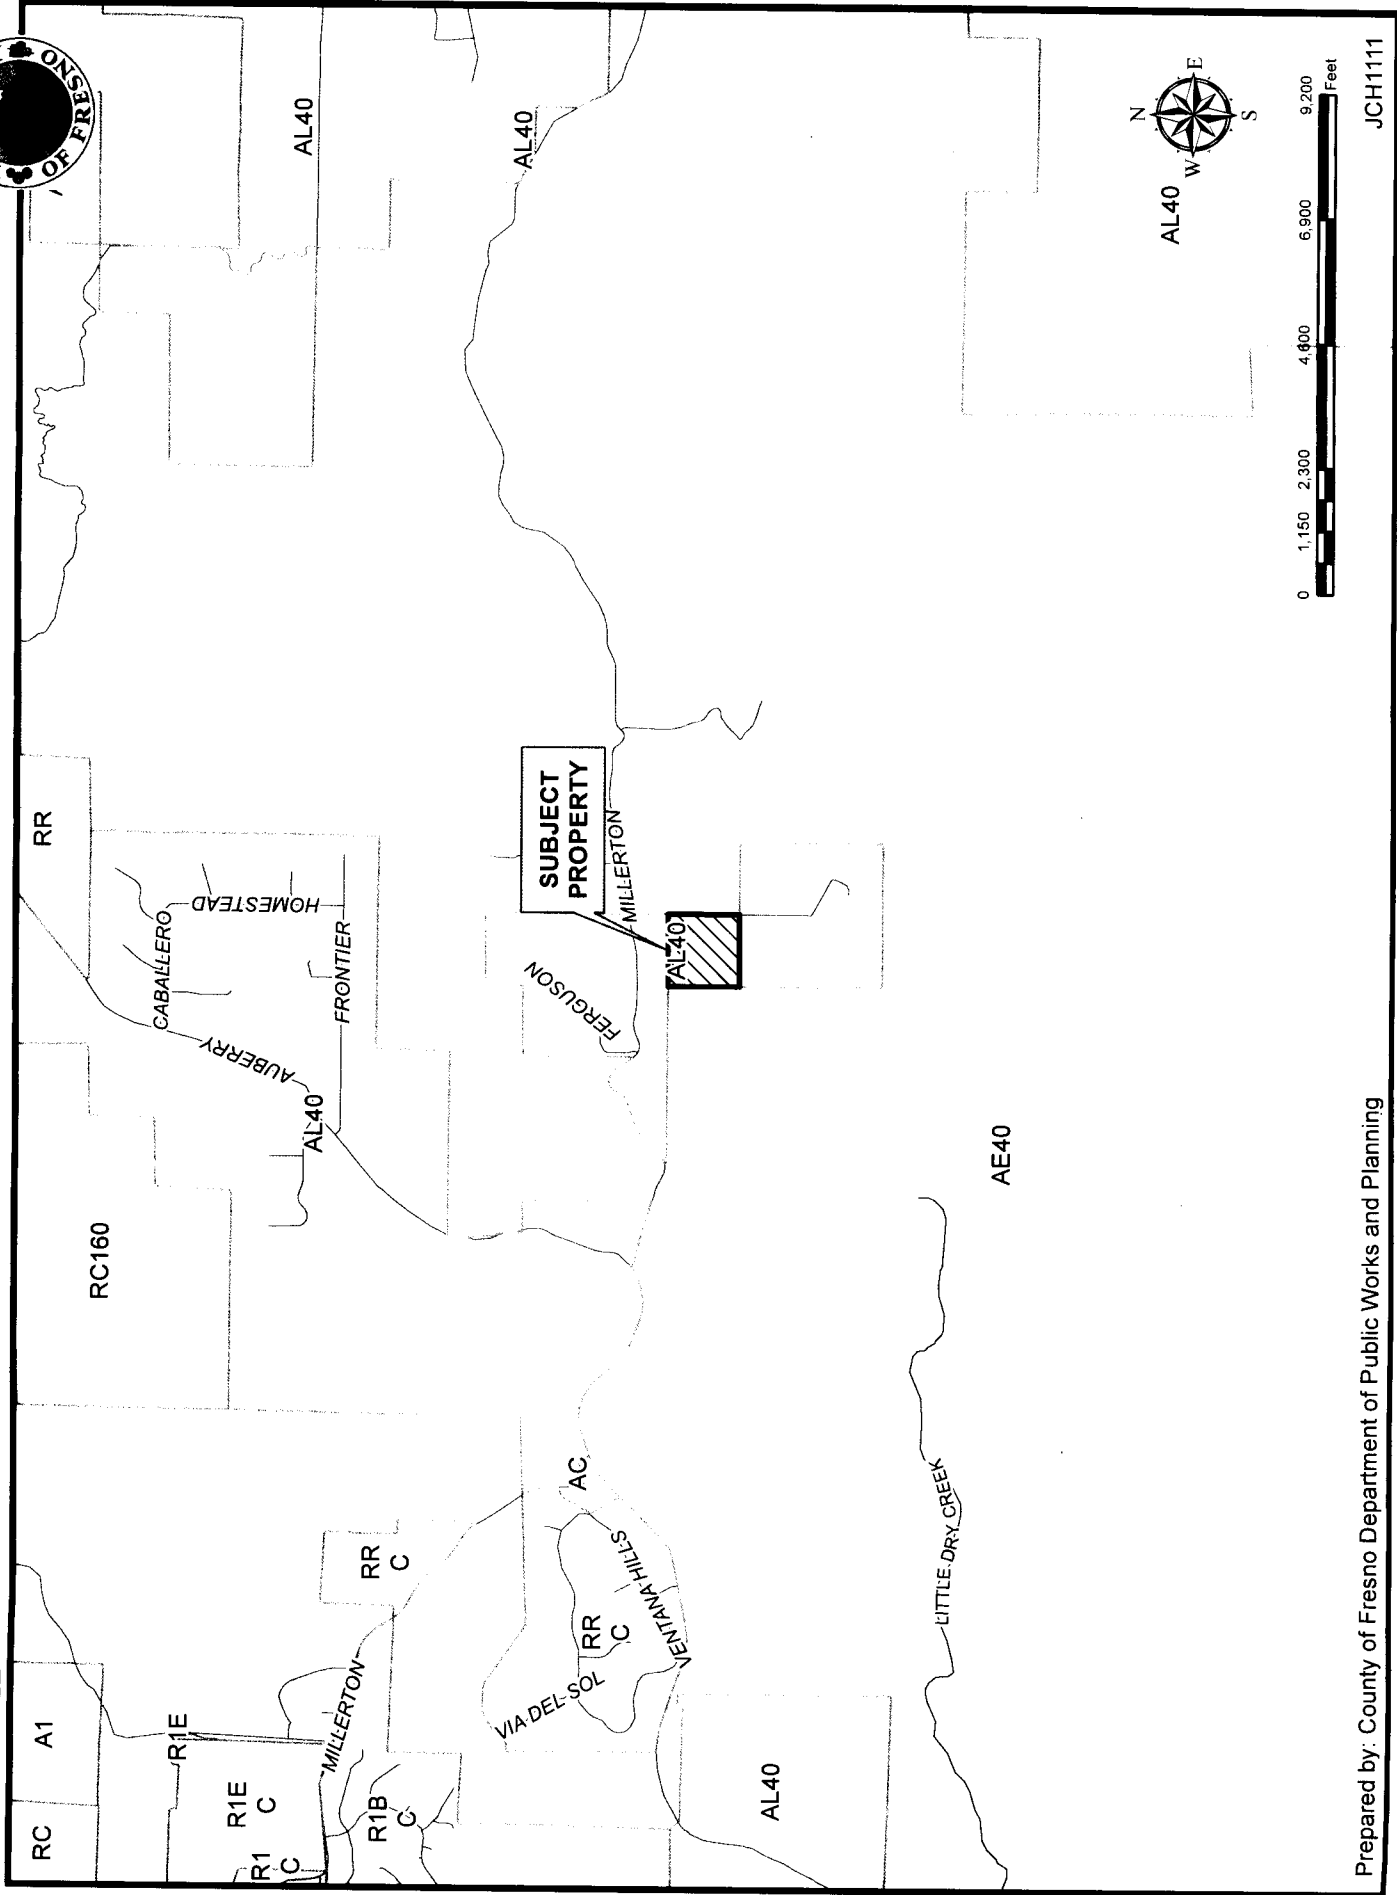 ONS
OF FRES
RC
A1
RR
AL40
RC160
R1E
R1E
C
R1
C
MILLERTON
R1B
C
RR
C
AUBERRY
CABALLERO
HOMESTEAD
FRONTIER
AL40
AL40
SUBJECT
PROPERTY
MILLERTON
FERGUSON
AL40
AC
VIA DEL SOL
RR
C
VENTANA HILLS
AL40
LITTLE DRY CREEK
AE40
AL40
N
W
E
S
0
1,150
2,300
4,600
6,900
9,200
Feet
Prepared by: County of Fresno Department of Public Works and Planning
JCH1111